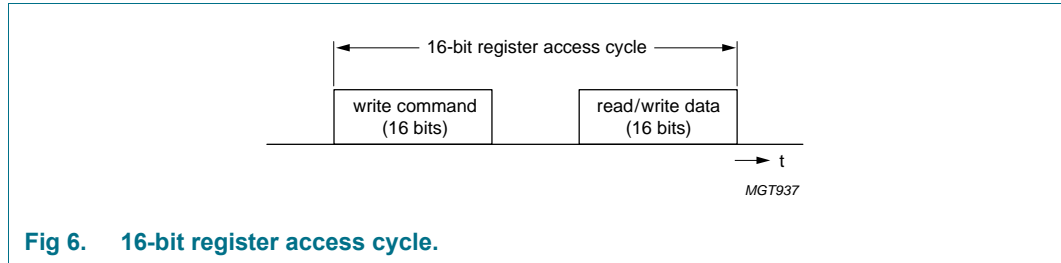 16-bit register access cycle
write command
(16 bits)
read/write data
(16 bits)
t
MGT937
Fig 6. 16-bit register access cycle.